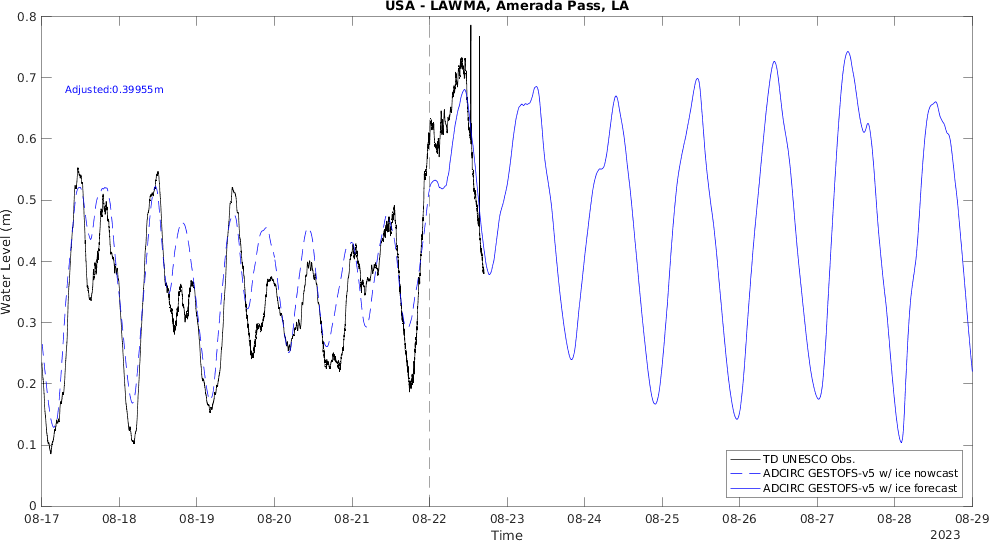 USA - LAWMA, Amerada Pass, LA
0.8
0.7
Adjusted:0.39955m
0.6
0.5
Water Level (m)
0.4
0.3
0.2
0.1
0
TD UNESCO Obs.
ADCIRC GESTOFS-v5 w/ ice nowcast
ADCIRC GESTOFS-v5 w/ ice forecast
08-17 08-18 08-19 08-20 08-21 08-22 08-23 08-24 08-25 08-26 08-27 08-28 08-29
Time
2023